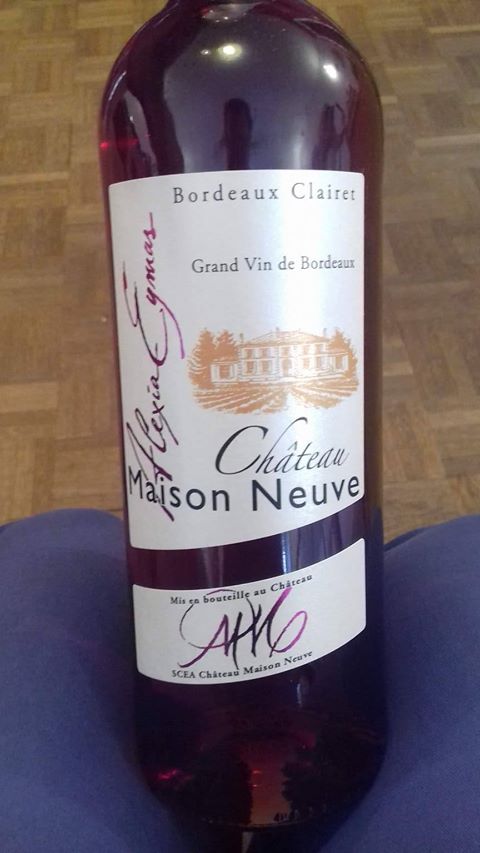 Bordeaux Clairet
Grand Vin de Bordeaux
Alexia Eymas
Château
Maison Neuve
Mis en bouteille au Château
SCEA Château Maison Neuve